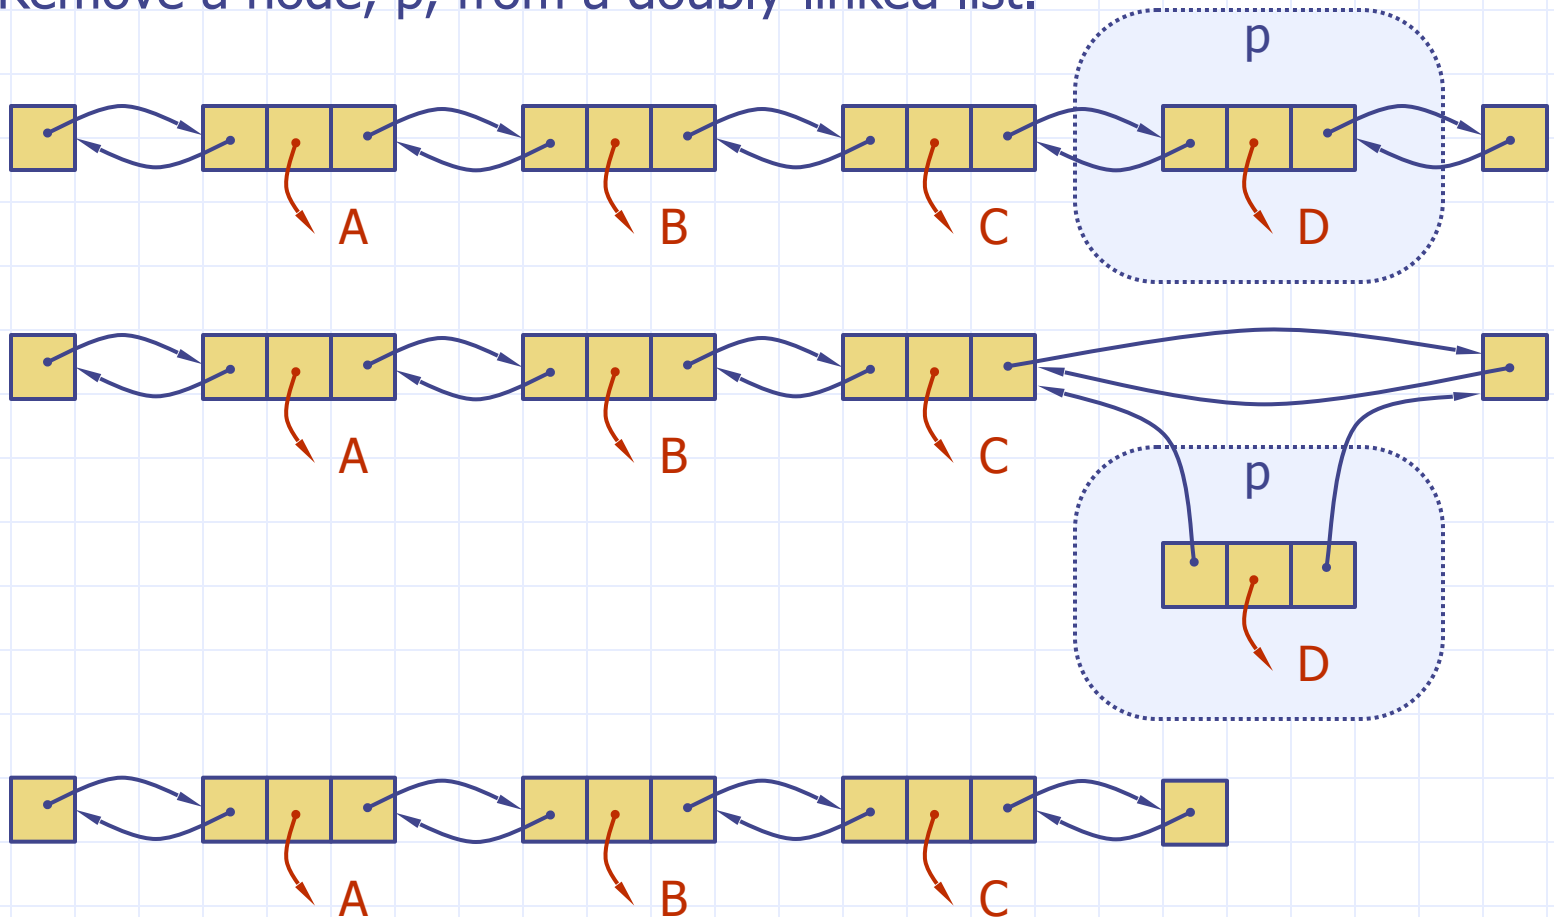 Remove a node, p, from a doubly-linked list.
p
A B C D
p
A B C
D
A B C